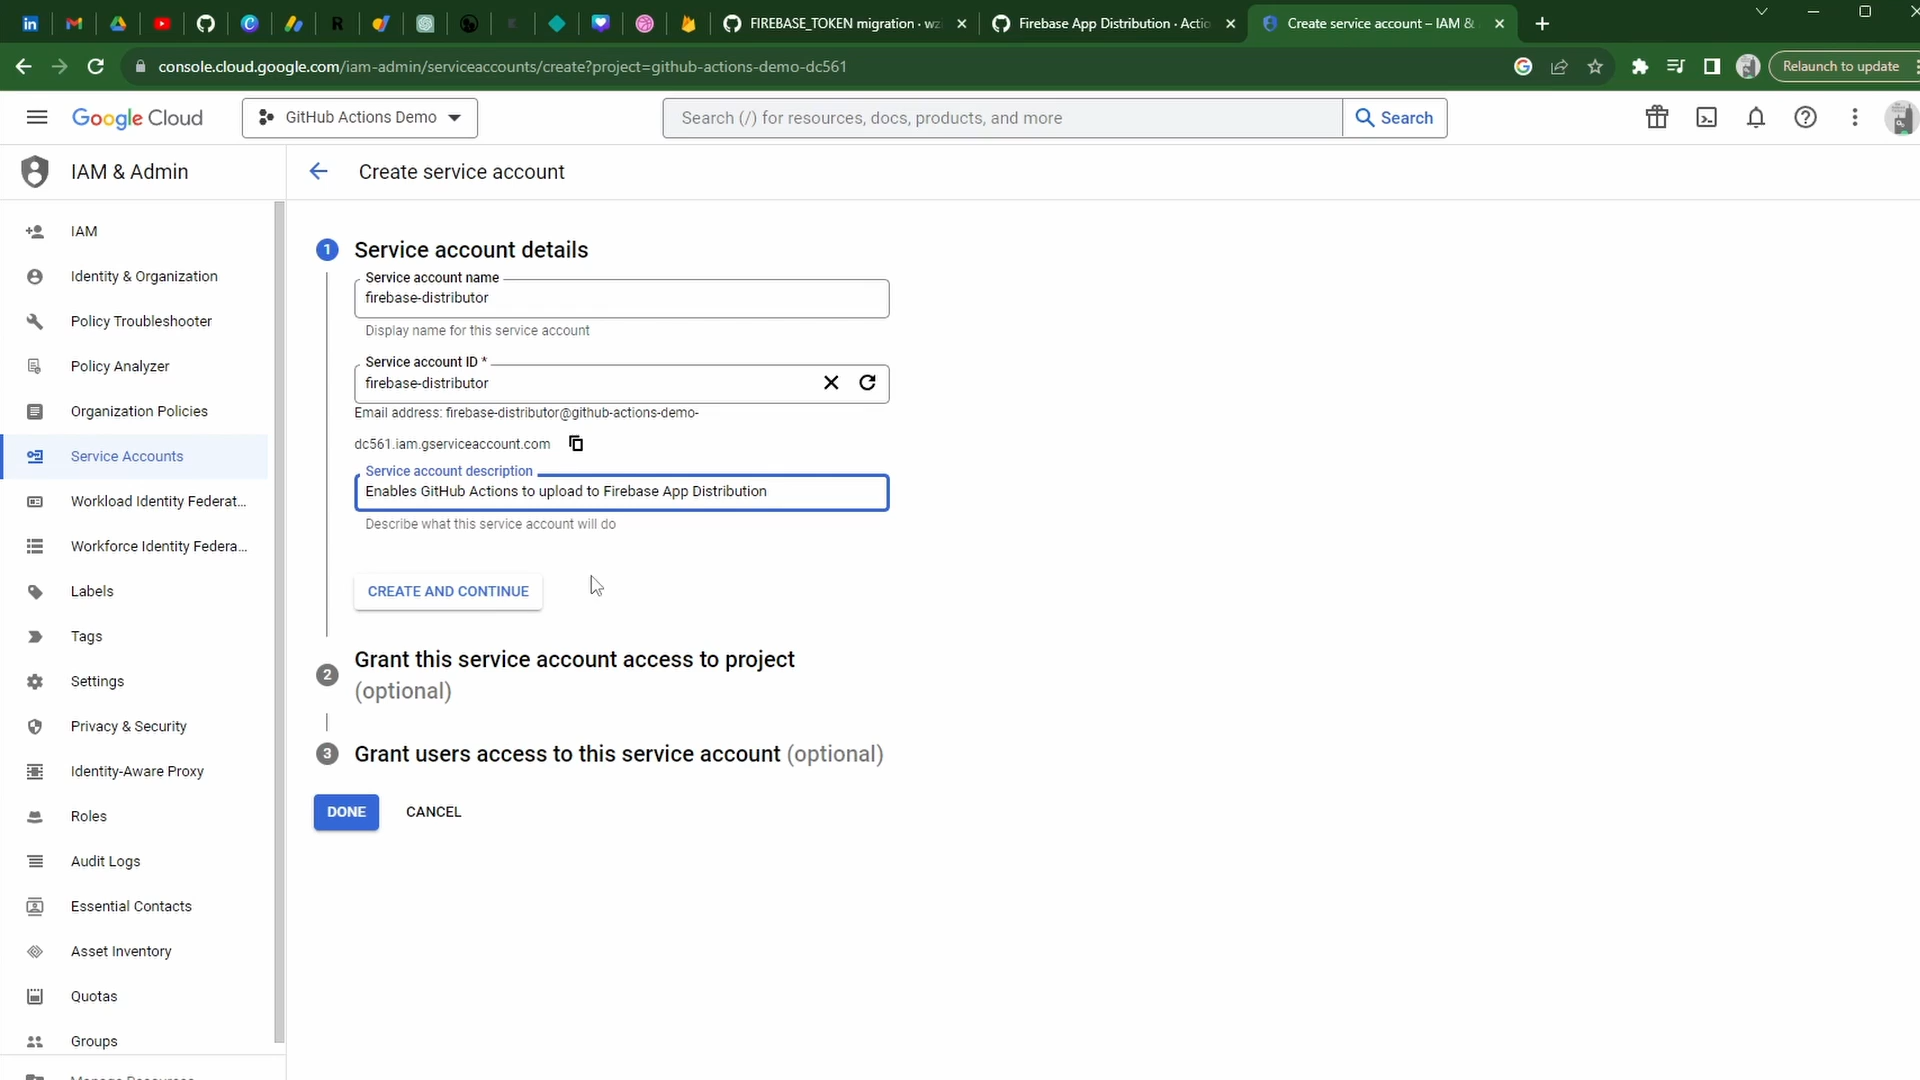 FIREBASE_TOKEN migration · wz
Firebase App Distribution · Actio
Create service account – IAM &
console.cloud.google.com/iam-admin/serviceaccounts/create?project=github-actions-demo-dc561
Relaunch to update
Google Cloud
GitHub Actions Demo
Search (/) for resources, docs, products, and more
Search
IAM & Admin
Create service account
IAM
Identity & Organization
Policy Troubleshooter
Policy Analyzer
Organization Policies
Service Accounts
Workload Identity Federat...
Workforce Identity Federa...
Labels
Tags
Settings
Privacy & Security
Identity-Aware Proxy
Roles
Audit Logs
Essential Contacts
Asset Inventory
Quotas
Groups
Manage Resources
1 Service account details
Service account name
firebase-distributor
Display name for this service account
Service account ID *
firebase-distributor
Email address: firebase-distributor@github-actions-demo-
dc561.iam.gserviceaccount.com
Service account description
Enables GitHub Actions to upload to Firebase App Distribution
Describe what this service account will do
CREATE AND CONTINUE
2 Grant this service account access to project
(optional)
3 Grant users access to this service account (optional)
DONE
CANCEL